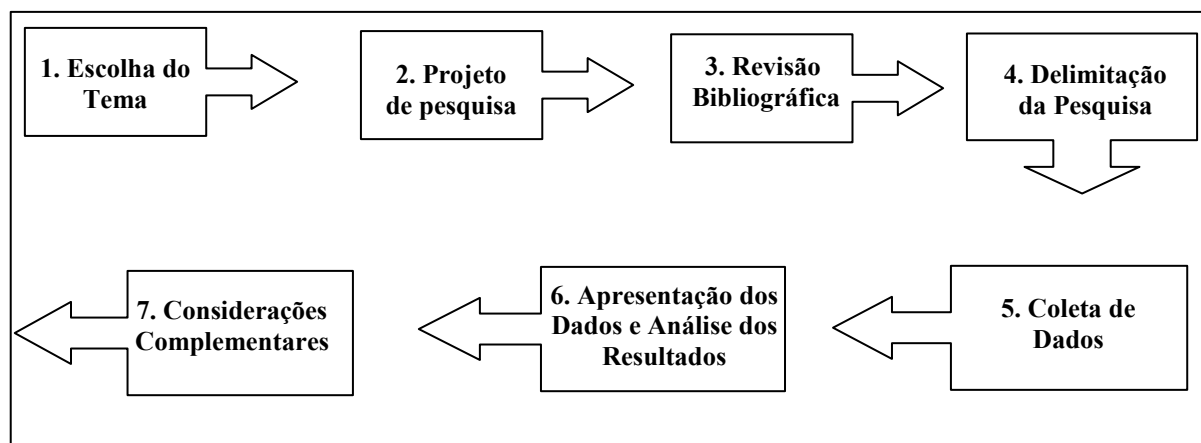 1. Escolha do
Tema
2. Projeto
de pesquisa
3. Revisão
Bibliográfica
4. Delimitação
da Pesquisa
5. Coleta de
Dados
6. Apresentação dos
Dados e Análise dos
Resultados
7. Considerações
Complementares